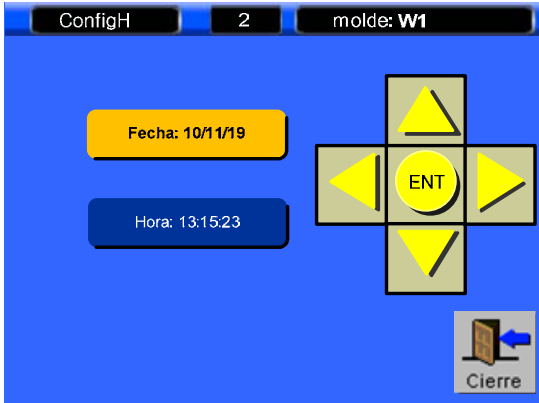 ConfigH 2 molde: W1
Fecha: 10/11/19
ENT
Hora: 13:15:23
Cierre